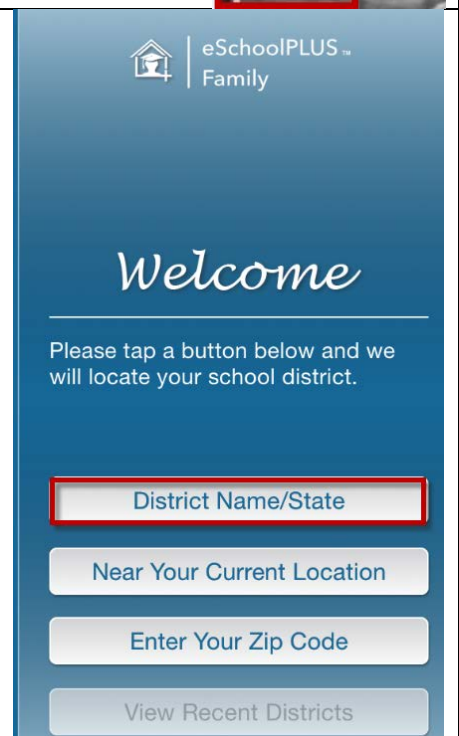 eSchoolPLUS™
Family
Welcome
Please tap a button below and we
will locate your school district.
District Name/State
Near Your Current Location
Enter Your Zip Code
View Recent Districts